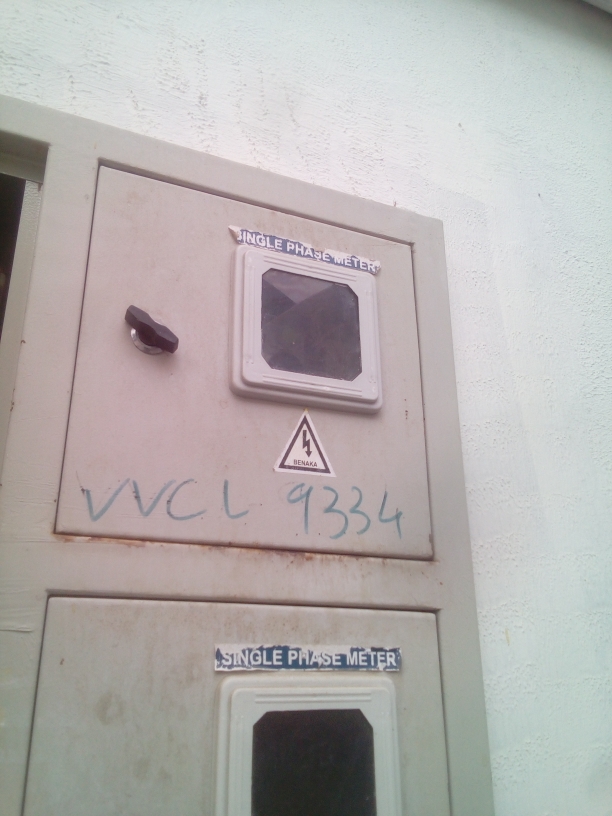 SINGLE PHASE METER
BENAKA
VVCL 9334
SINGLE PHASE METER